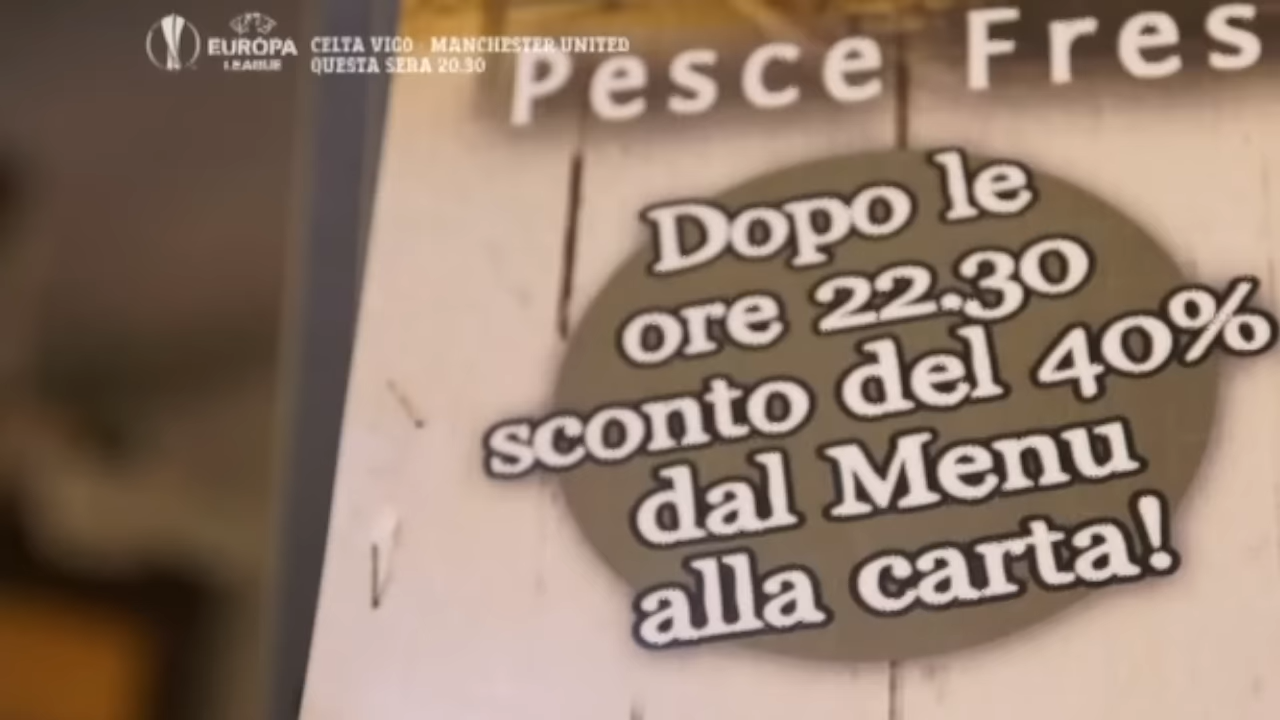 EUROPA
LEAGUE
CELTA VIGO - MANCHESTER UNITED
QUESTA SERA 20.30
Pesce Fres
Dopo le
ore 22.30
sconto del 40%
dal Menu
alla carta!